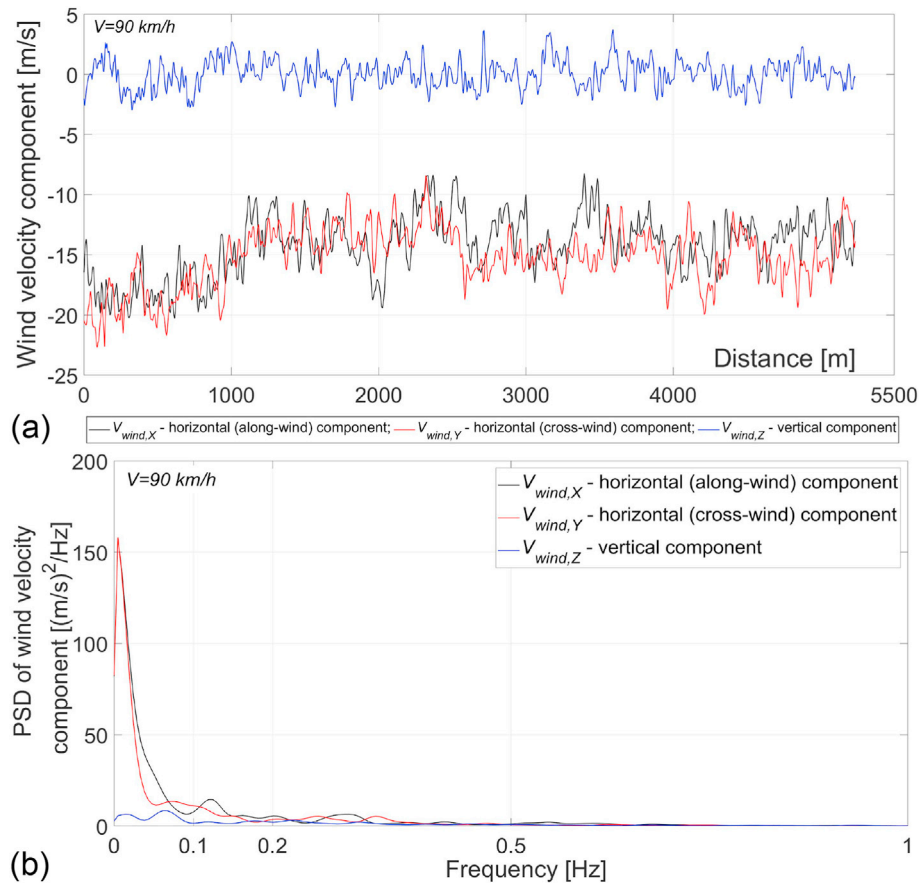 V=90 km/h
Wind velocity component [m/s]
5
0
-5
-10
-15
-20
-25
0
1000
2000
3000
4000
5500
Distance [m]
(a)
V_wind,X - horizontal (along-wind) component; V_wind,Y - horizontal (cross-wind) component; V_wind,Z - vertical component
V=90 km/h
V_wind,X - horizontal (along-wind) component
V_wind,Y - horizontal (cross-wind) component
V_wind,Z - vertical component
PSD of wind velocity
component [(m/s)²/Hz]
200
150
100
50
0
0
0.1
0.2
0.5
1
Frequency [Hz]
(b)